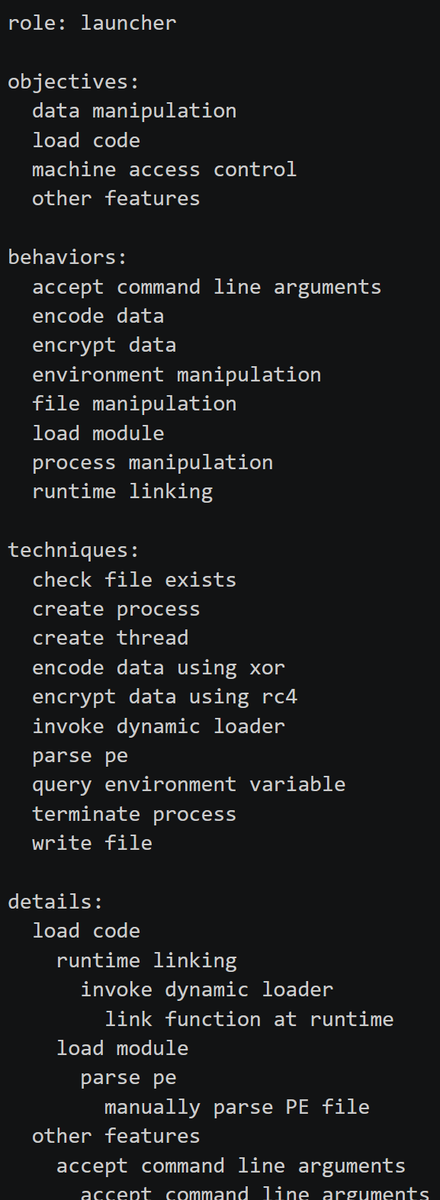 role: launcher

objectives:
  data manipulation
  load code
  machine access control
  other features

behaviors:
  accept command line arguments
  encode data
  encrypt data
  environment manipulation
  file manipulation
  load module
  process manipulation
  runtime linking

techniques:
  check file exists
  create process
  create thread
  encode data using xor
  encrypt data using rc4
  invoke dynamic loader
  parse pe
  query environment variable
  terminate process
  write file

details:
  load code
    runtime linking
      invoke dynamic loader
        link function at runtime
    load module
      parse pe
        manually parse PE file
  other features
    accept command line arguments
      accept command line arguments